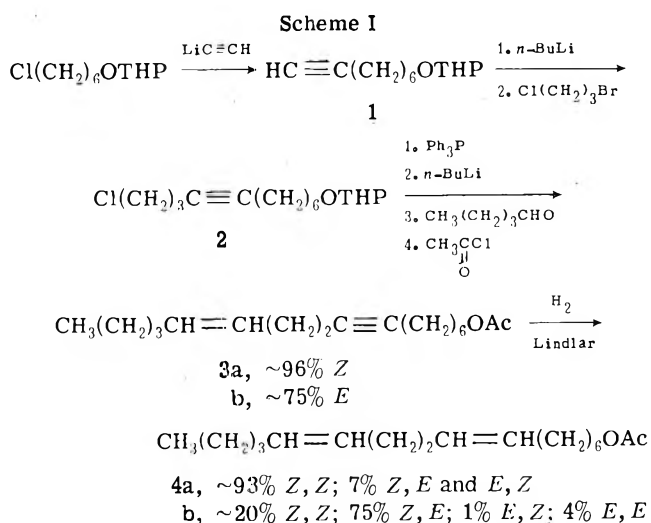 Scheme I
Cl(CH₂)₆OTHP LiC≡CH HC≡C(CH₂)₆OTHP 1. n-BuLi
2. Cl(CH₂)₃Br
1
Cl(CH₂)₃C≡C(CH₂)₆OTHP 1. Ph₃P
2. n-BuLi
3. CH₃(CH₂)₃CHO
4. CH₃CCl
O
2
CH₃(CH₂)₃CH=CH(CH₂)₂C≡C(CH₂)₆OAc H₂
Lindlar
3a, ~96% Z
b, ~75% E
CH₃(CH₂)₃CH=CH(CH₂)₂CH=CH(CH₂)₆OAc
4a, ~93% Z,Z; 7% Z,E and E,Z
b, ~20% Z,Z; 75% Z,E; 1% E,Z; 4% E,E